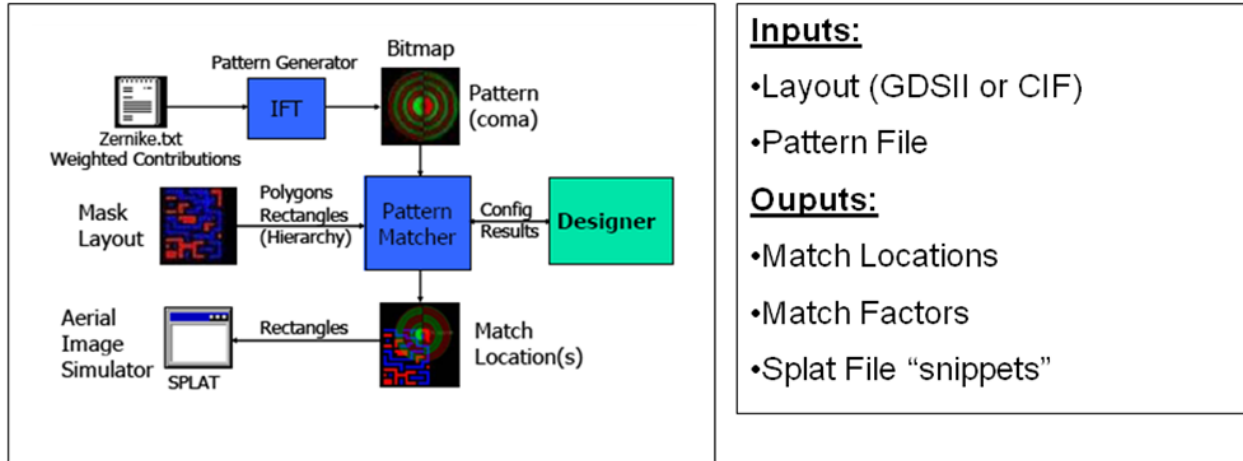 Pattern Generator
Bitmap
IFT
Pattern
(coma)
Zernike.txt
Weighted Contributions
Mask
Layout
Polygons
Rectangles
(Hierarchy)
Pattern
Matcher
Config
Results
Designer
Aerial
Image
Simulator
SPLAT
Rectangles
Match
Location(s)
Inputs:
•Layout (GDSII or CIF)
•Pattern File
Ouputs:
•Match Locations
•Match Factors
•Splat File “snippets”